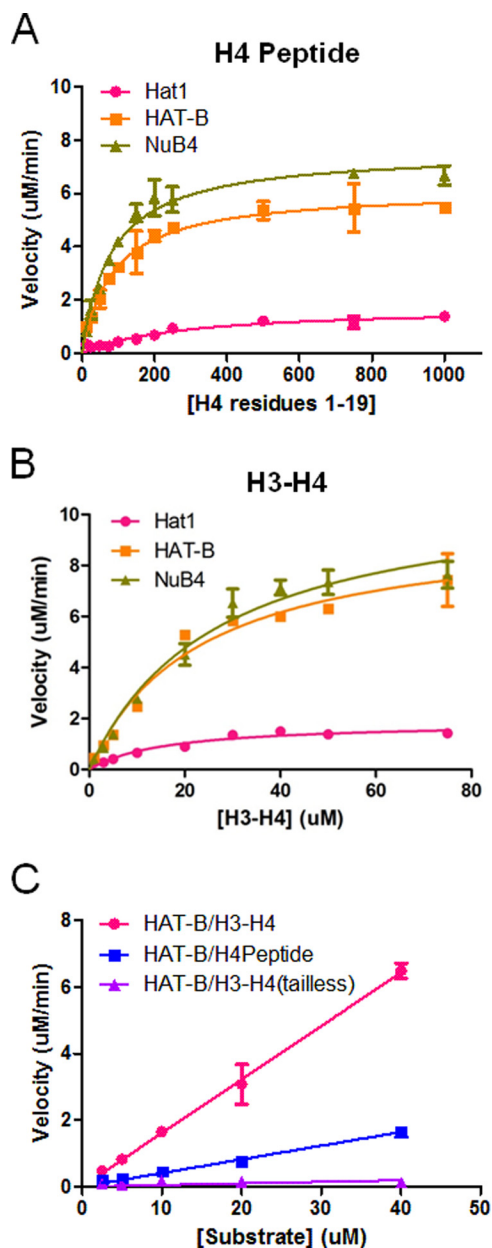 A
H4 Peptide
Hat1
HAT-B
NuB4
Velocity (uM/min)
10
8
6
4
2
0
0 200 400 600 800 1000
[H4 residues 1-19]
B
H3-H4
Hat1
HAT-B
NuB4
Velocity (uM/min)
10
8
6
4
2
0
0 20 40 60 80
[H3-H4] (uM)
C
HAT-B/H3-H4
HAT-B/H4Peptide
HAT-B/H3-H4(tailless)
Velocity (uM/min)
8
6
4
2
0
0 10 20 30 40 50
[Substrate] (uM)